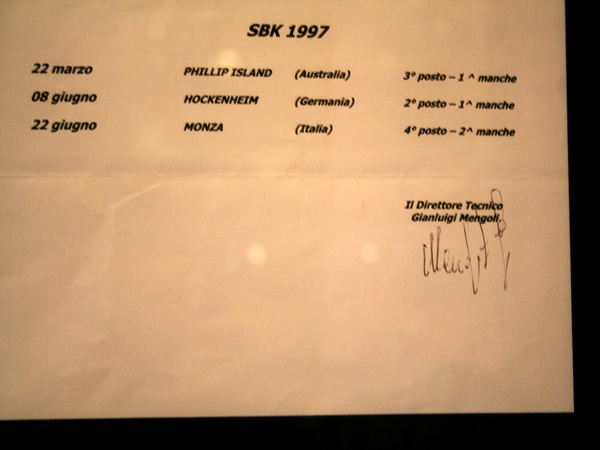 SBK 1997
22 marzo PHILLIP ISLAND (Australia) 3° posto – 1 ^ manche
08 giugno HOCKENHEIM (Germania) 2° posto – 1^ manche
22 giugno MONZA (Italia) 4° posto – 2^ manche
Il Direttore Tecnico
Gianluigi Mengoli,